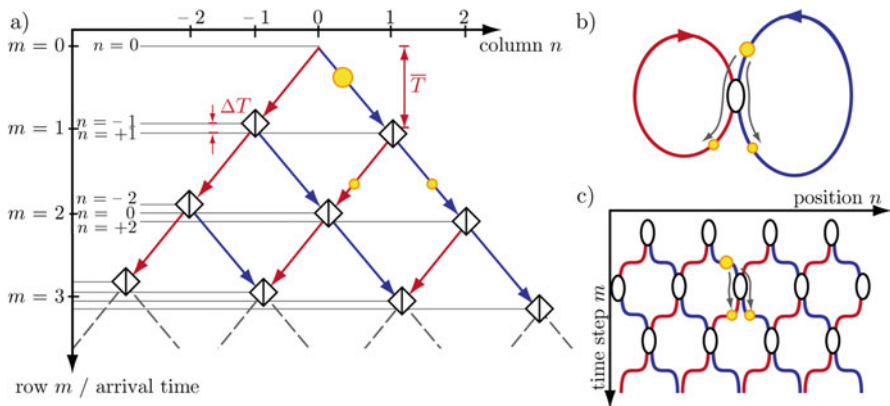 a)
−2 −1 0 1 2
column n
m = 0
n = 0
T̅
ΔT
n = −1
m = 1
n = +1
n = −2
m = 2
n = 0
n = +2
m = 3
row m / arrival time
b)
c)
position n
time step m